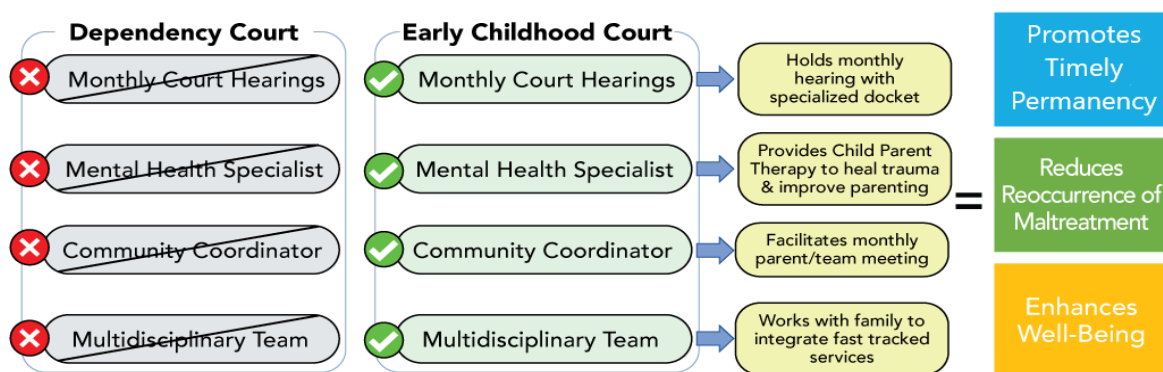 Dependency Court
Monthly Court Hearings
Mental Health Specialist
Community Coordinator
Multidisciplinary Team
Early Childhood Court
Monthly Court Hearings
Mental Health Specialist
Community Coordinator
Multidisciplinary Team
Holds monthly
hearing with
specialized docket
Provides Child Parent
Therapy to heal trauma
& improve parenting
Facilitates monthly
parent/team meeting
Works with family to
integrate fast tracked
services
=
Promotes
Timely
Permanency
Reduces
Reoccurrence of
Maltreatment
Enhances
Well-Being